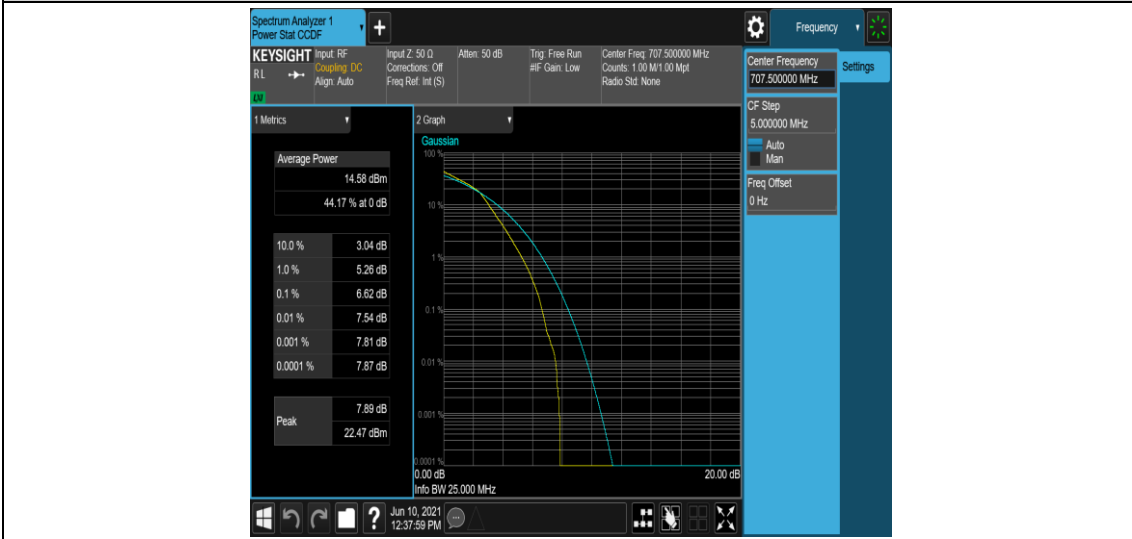 Spectrum Analyzer 1
Power Stat CCDF
+
Frequency
KEYSIGHT
RL
LNI
Input: RF
Coupling: DC
Align: Auto
Input Z: 50 Ω
Corrections: Off
Freq Ref: Int (S)
Atten: 50 dB
Trig: Free Run
#IF Gain: Low
Center Freq: 707.500000 MHz
Counts: 1.00 M/1.00 Mpt
Radio Std: None
Center Frequency
707.500000 MHz
Settings
CF Step
5.000000 MHz
Auto
Man
Freq Offset
0 Hz
1 Metrics
Average Power
14.58 dBm
44.17 % at 0 dB
10.0 % 3.04 dB
1.0 % 5.26 dB
0.1 % 6.62 dB
0.01 % 7.54 dB
0.001 % 7.81 dB
0.0001 % 7.87 dB
Peak
7.89 dB
22.47 dBm
2 Graph
Gaussian
100 %
10 %
1 %
0.1 %
0.01 %
0.001 %
0.0001 %
0.00 dB
20.00 dB
Info BW 25.000 MHz
?
Jun 10, 2021
12:37:59 PM